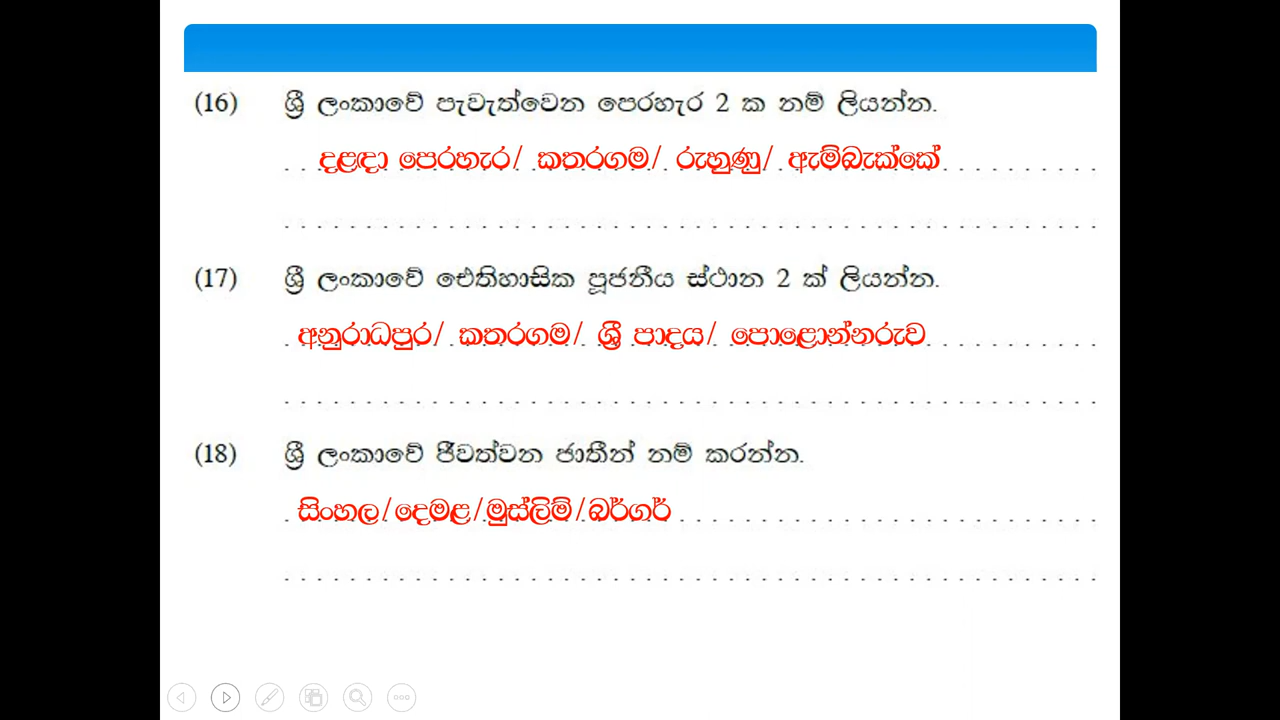 (16) ශ්‍රී ලංකාවේ පැවැත්වෙන පෙරහැර 2 ක නම් ලියන්න.
දළඳා පෙරහැර/ කතරගම/ රුහුණු/ ඇම්බැක්කේ
(17) ශ්‍රී ලංකාවේ ඓතිහාසික පූජනීය ස්ථාන 2 ක් ලියන්න.
අනුරාධපුර/ කතරගම/ ශ්‍රී පාදය/ පොළොන්නරුව
(18) ශ්‍රී ලංකාවේ ජීවත්වන ජාතීන් නම් කරන්න.
සිංහල/දෙමළ/මුස්ලිම්/බර්ගර්